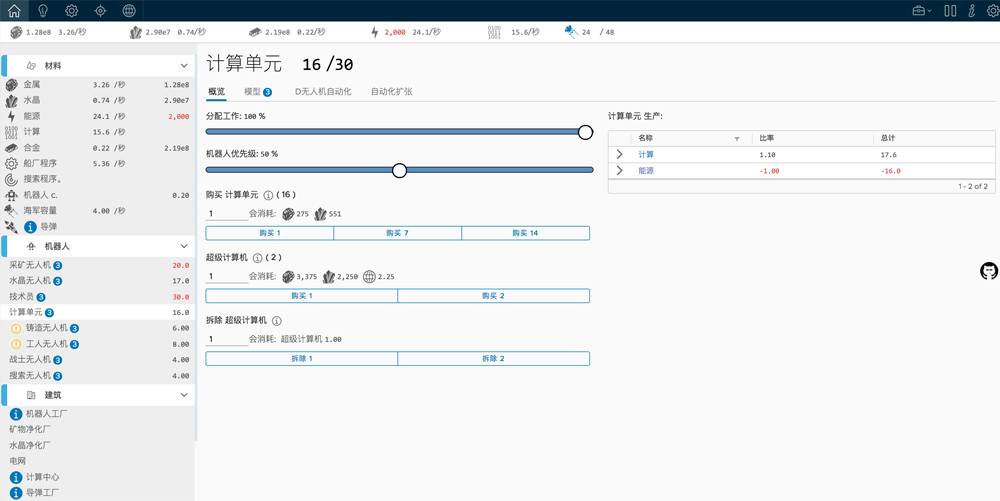 1.28e8 3.26/秒 2.90e7 0.74/秒 2.19e8 0.22/秒 2,000 24.1/秒 15.6/秒 24 / 48
材料
金属 3.26 /秒 1.28e8
水晶 0.74 /秒 2.90e7
能源 24.1 /秒 2,000
计算 15.6 /秒
合金 0.22 /秒 2.19e8
船厂程序 5.36 /秒
搜索程序。
机器人 c. 0.20
海军容量 4.00 /秒
导弹
机器人
采矿无人机 3 20.0
水晶无人机 3 17.0
技术员 3 30.0
计算单元 3 16.0
铸造无人机 3 6.00
工人无人机 3 8.00
战士无人机 3 4.00
搜索无人机 3 4.00
建筑
机器人工厂
矿物净化厂
水晶净化厂
电网
计算中心
导弹工厂
计算单元 16 /30
概览 模型 3 D无人机自动化 自动化扩张
分配工作: 100 %
机器人优先级: 50 %
购买 计算单元 ( 16 )
1 会消耗: 275 551
购买 1 购买 7 购买 14
超级计算机 ( 2 )
1 会消耗: 3,375 2,250 2.25
购买 1 购买 2
拆除 超级计算机
1 会消耗: 超级计算机 1.00
拆除 1 拆除 2
计算单元 生产:
名称 比率 总计
计算 1.10 17.6
能源 -1.00 -16.0
1 - 2 of 2